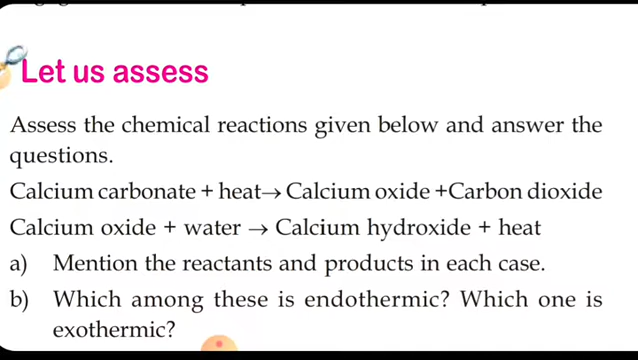 Let us assess
Assess the chemical reactions given below and answer the
questions.
Calcium carbonate + heat→ Calcium oxide +Carbon dioxide
Calcium oxide + water → Calcium hydroxide + heat
a) Mention the reactants and products in each case.
b) Which among these is endothermic? Which one is
exothermic?